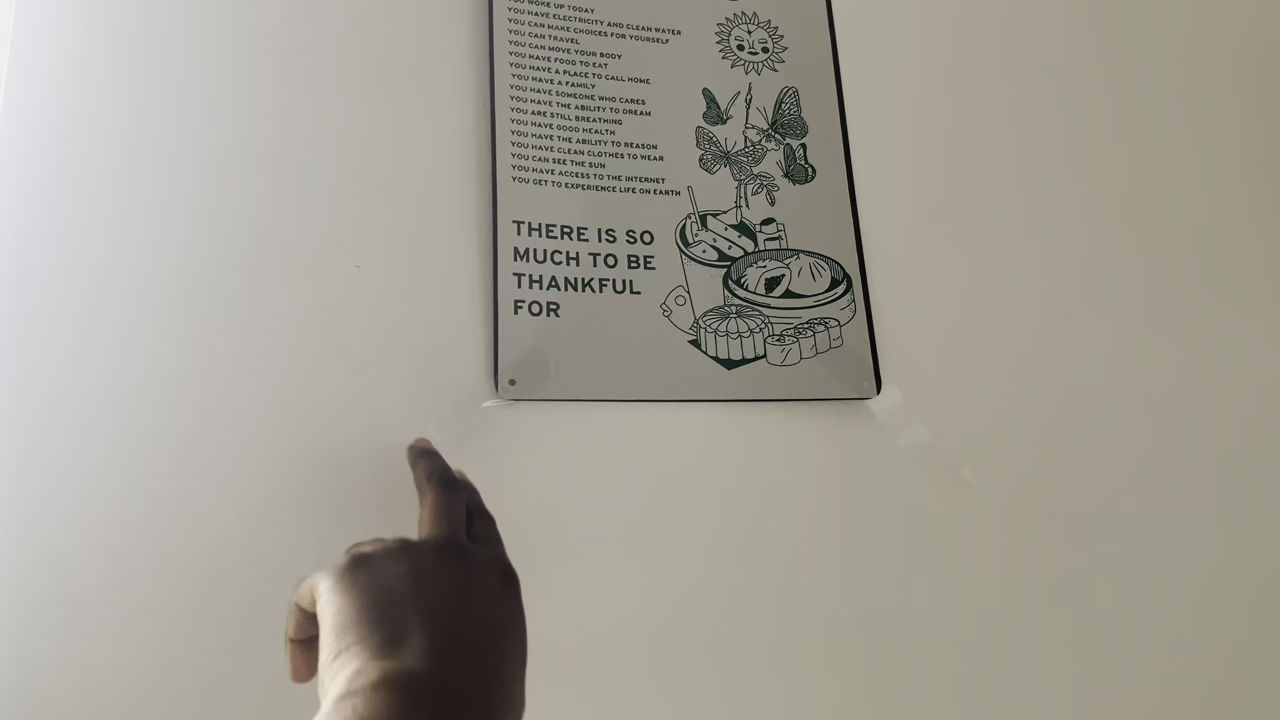 YOU WOKE UP TODAY
YOU HAVE ELECTRICITY AND CLEAN WATER
YOU CAN MAKE CHOICES FOR YOURSELF
YOU CAN TRAVEL
YOU CAN MOVE YOUR BODY
YOU HAVE FOOD TO EAT
YOU HAVE A PLACE TO CALL HOME
YOU HAVE A FAMILY
YOU HAVE SOMEONE WHO CARES
YOU HAVE THE ABILITY TO DREAM
YOU ARE STILL BREATHING
YOU HAVE GOOD HEALTH
YOU HAVE THE ABILITY TO REASON
YOU HAVE CLEAN CLOTHES TO WEAR
YOU CAN SEE THE SUN
YOU HAVE ACCESS TO THE INTERNET
YOU GET TO EXPERIENCE LIFE ON EARTH
THERE IS SO
MUCH TO BE
THANKFUL
FOR